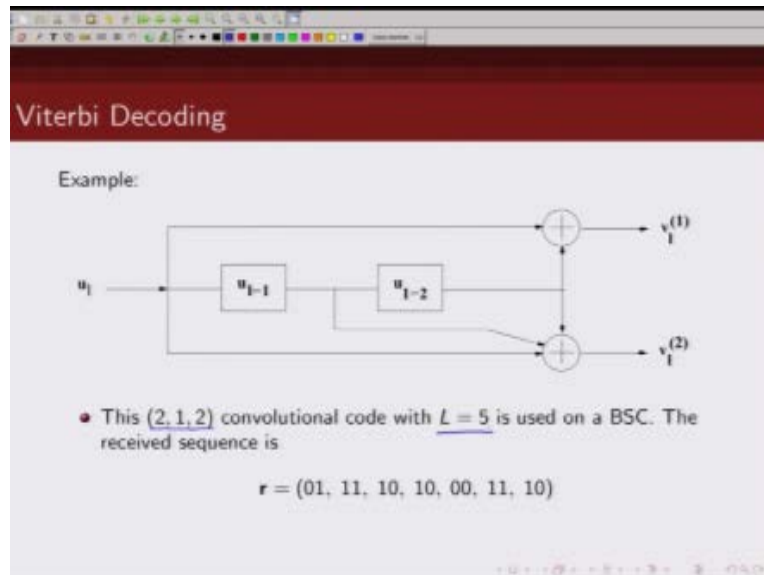 Viterbi Decoding
Example:
v_l^(1)
u_l
u_{l-1}
u_{l-2}
v_l^(2)
This (2, 1, 2) convolutional code with L = 5 is used on a BSC. The
received sequence is
r = (01, 11, 10, 10, 00, 11, 10)